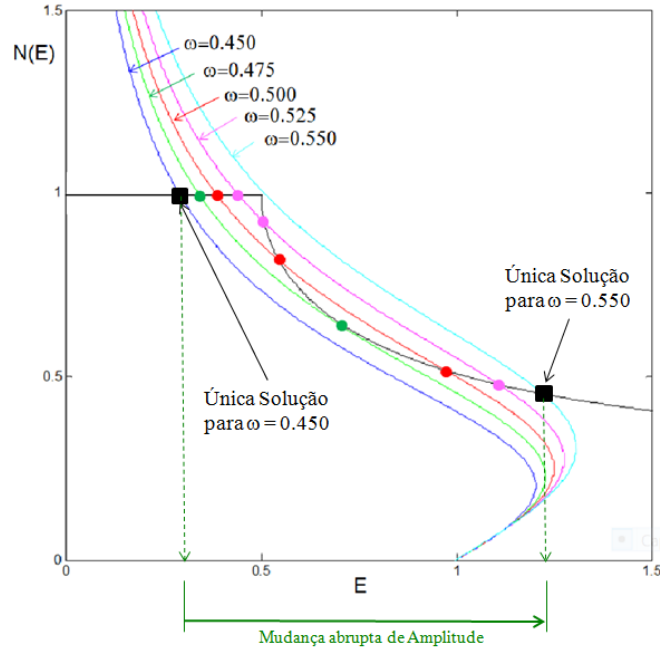 1.5
N(E)
ω=0.450
ω=0.475
ω=0.500
ω=0.525
ω=0.550
1
Única Solução
para ω = 0.550
0.5
Única Solução
para ω = 0.450
0
0
0.5
1
1.5
E
Mudança abrupta de Amplitude